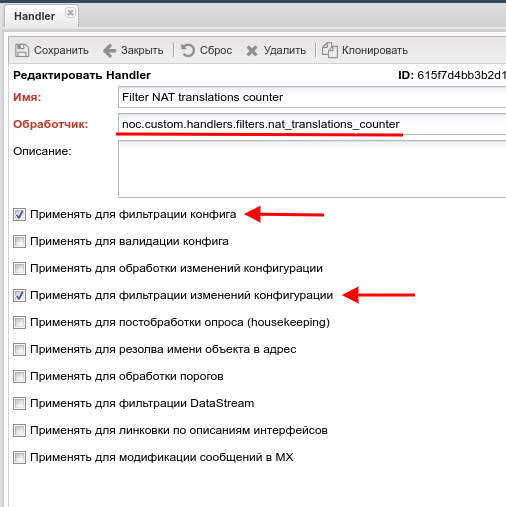 Handler
Сохранить Закрыть Сброс Удалить Клонировать
Редактировать Handler ID: 615f7d4bb3b2d1
Имя: Filter NAT translations counter
Обработчик: noc.custom.handlers.filters.nat_translations_counter
Описание:
Применять для фильтрации конфига
Применять для валидации конфига
Применять для обработки изменений конфигурации
Применять для фильтрации изменений конфигурации
Применять для постобработки опроса (housekeeping)
Применять для резолва имени объекта в адрес
Применять для обработки порогов
Применять для фильтрации DataStream
Применять для линковки по описаниям интерфейсов
Применять для модификации сообщений в MX